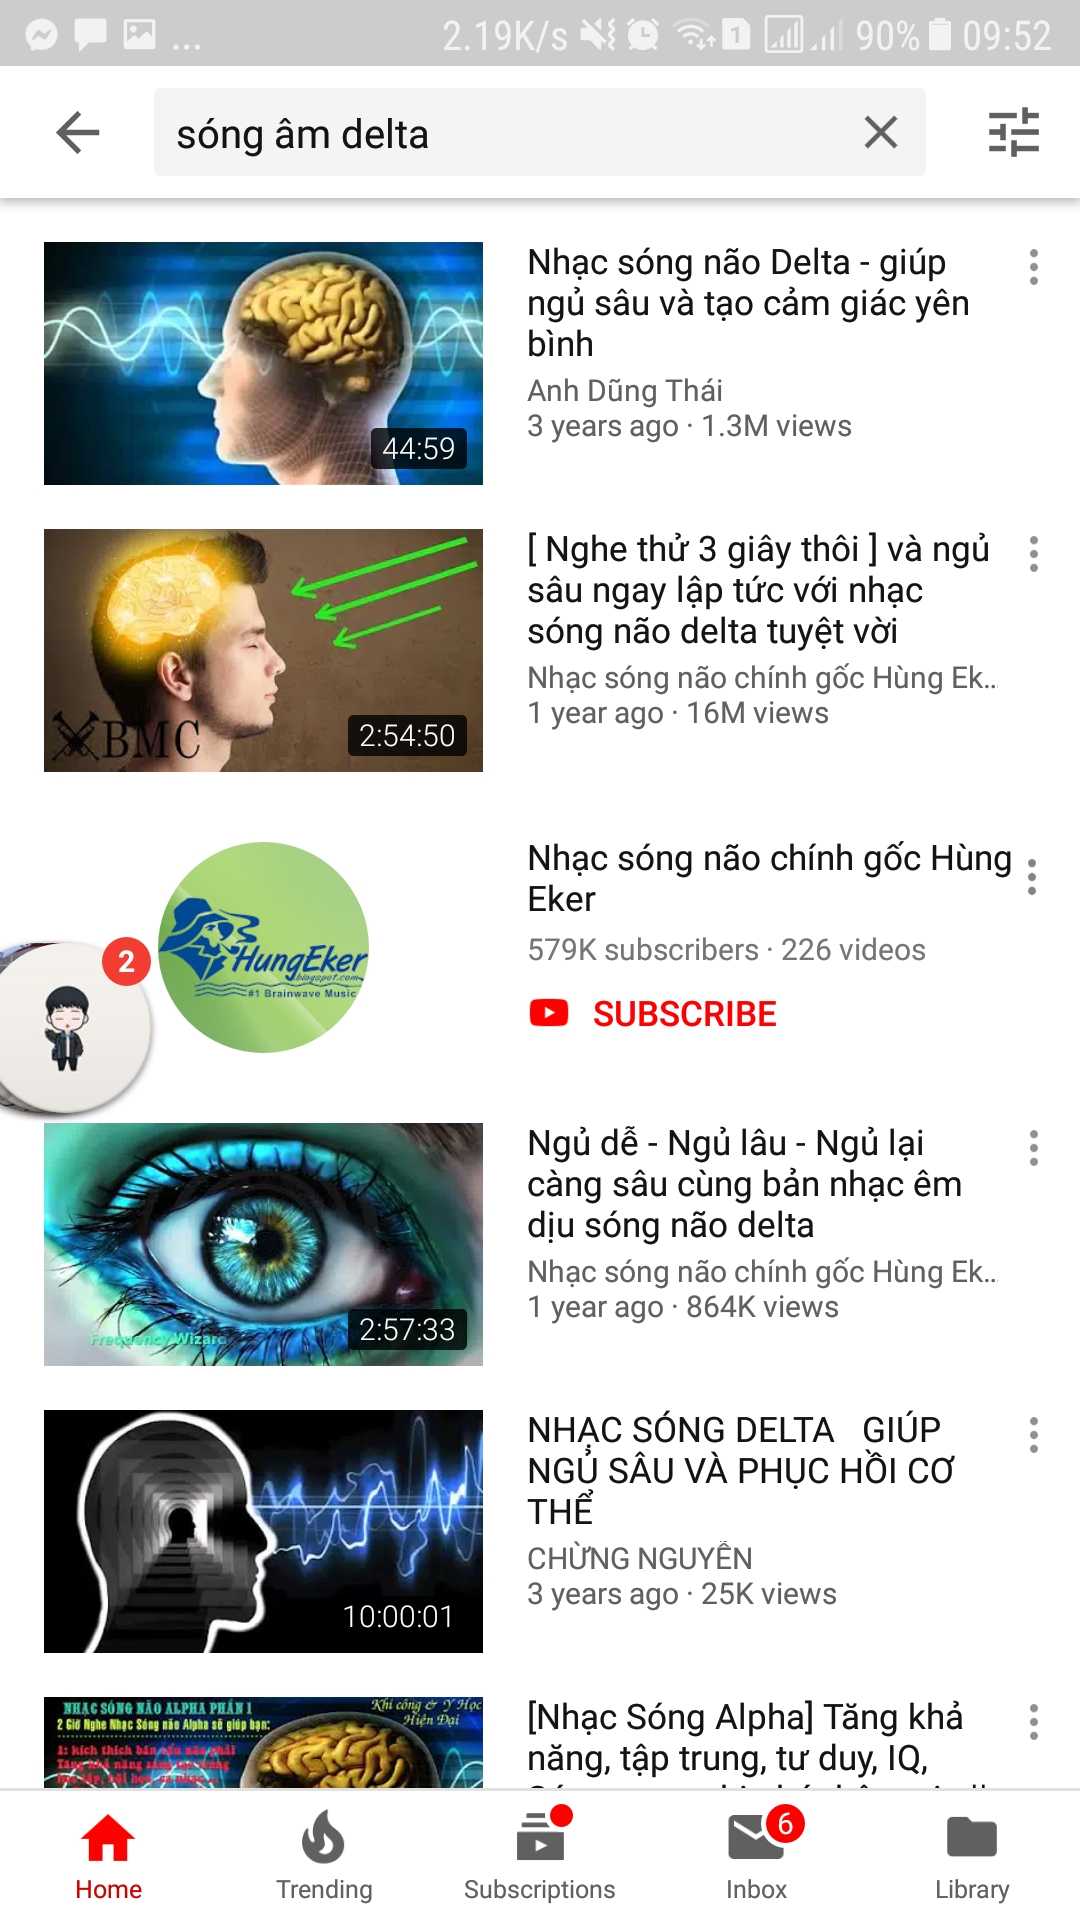 2.19K/s 1 90% 09:52
sóng âm delta
Nhạc sóng não Delta - giúp
ngủ sâu và tạo cảm giác yên
bình
Anh Dũng Thái
3 years ago · 1.3M views
44:59
[ Nghe thử 3 giây thôi ] và ngủ
sâu ngay lập tức với nhạc
sóng não delta tuyệt vời
Nhạc sóng não chính gốc Hùng Ek..
1 year ago · 16M views
BMC
2:54:50
Nhạc sóng não chính gốc Hùng
Eker
579K subscribers · 226 videos
SUBSCRIBE
HungEker
blogspot.com
#1 Brainwave Music
2
Ngủ dễ - Ngủ lâu - Ngủ lại
càng sâu cùng bản nhạc êm
dịu sóng não delta
Nhạc sóng não chính gốc Hùng Ek..
1 year ago · 864K views
Frequency Wizard
2:57:33
NHẠC SÓNG DELTA GIÚP
NGỦ SÂU VÀ PHỤC HỒI CƠ
THỂ
CHỪNG NGUYỄN
3 years ago · 25K views
10:00:01
NHẠC SÓNG NÃO ALPHA PHẦN 1
2 Giờ Nghe Nhạc Sóng não Alpha sẽ giúp bạn:
Khí công & Y Học
Hiện Đại
1: kích thích bán cầu não phải
[Nhạc Sóng Alpha] Tăng khả
năng, tập trung, tư duy, IQ,
Home
Trending
Subscriptions
6
Inbox
Library